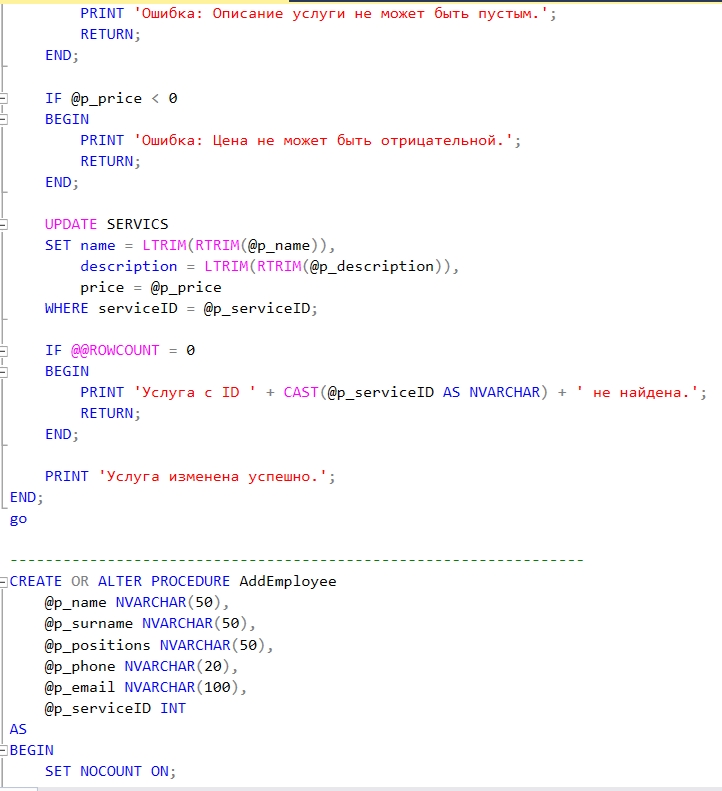 PRINT 'Ошибка: Описание услуги не может быть пустым.';
RETURN;
END;
IF @p_price < 0
BEGIN
PRINT 'Ошибка: Цена не может быть отрицательной.';
RETURN;
END;
UPDATE SERVICS
SET name = LTRIM(RTRIM(@p_name)),
description = LTRIM(RTRIM(@p_description)),
price = @p_price
WHERE serviceID = @p_serviceID;
IF @@ROWCOUNT = 0
BEGIN
PRINT 'Услуга с ID ' + CAST(@p_serviceID AS NVARCHAR) + ' не найдена.';
RETURN;
END;
PRINT 'Услуга изменена успешно.';
END;
go
-----------------------------------------------------------------
CREATE OR ALTER PROCEDURE AddEmployee
@p_name NVARCHAR(50),
@p_surname NVARCHAR(50),
@p_positions NVARCHAR(50),
@p_phone NVARCHAR(20),
@p_email NVARCHAR(100),
@p_serviceID INT
AS
BEGIN
SET NOCOUNT ON;